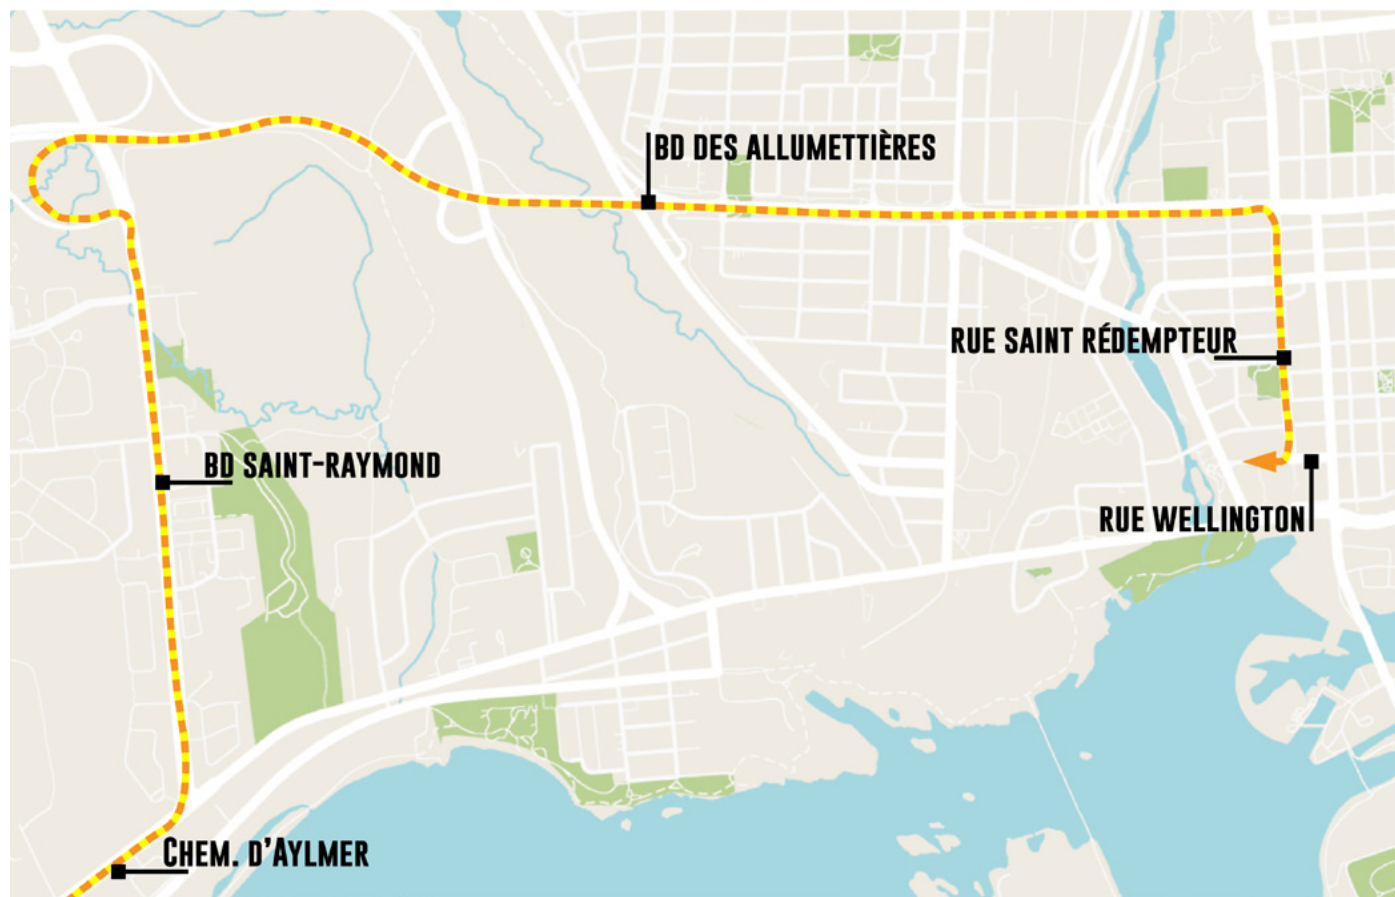 BD DES ALLUMETTIÈRES
RUE SAINT RÉDEMPTEUR
BD SAINT-RAYMOND
RUE WELLINGTON
CHEM. D'AYLMER